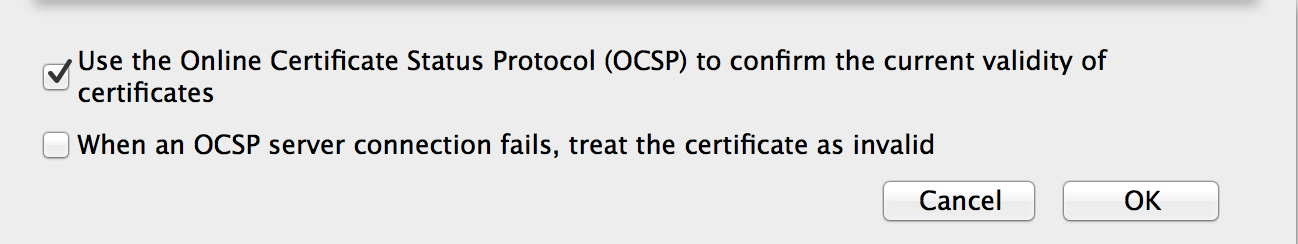 Use the Online Certificate Status Protocol (OCSP) to confirm the current validity of
certificates
When an OCSP server connection fails, treat the certificate as invalid
Cancel OK